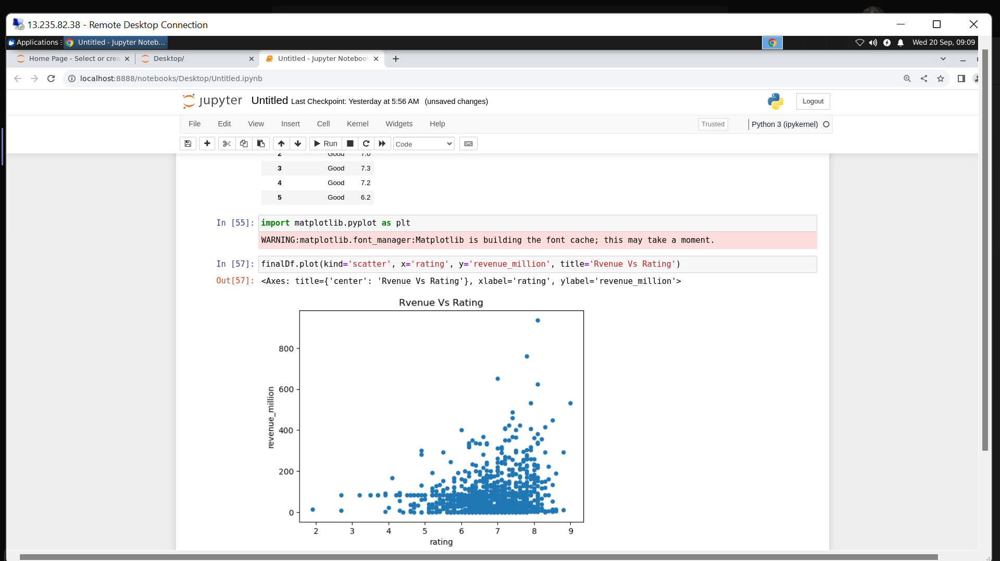 13.235.82.38 - Remote Desktop Connection
Applications Untitled - Jupyter Noteb... Wed 20 Sep, 09:09
Home Page - Select or crea Desktop/ Untitled - Jupyter Notebook
localhost:8888/notebooks/Desktop/Untitled.ipynb
jupyter Untitled Last Checkpoint: Yesterday at 5:56 AM (unsaved changes) Logout
File Edit View Insert Cell Kernel Widgets Help Trusted Python 3 (ipykernel)
Run Code
2 Good 7.0
3 Good 7.3
4 Good 7.2
5 Good 6.2
In [55]: import matplotlib.pyplot as plt
WARNING:matplotlib.font_manager:Matplotlib is building the font cache; this may take a moment.
In [57]: finalDf.plot(kind='scatter', x='rating', y='revenue_million', title='Rvenue Vs Rating')
Out[57]: <Axes: title={'center': 'Rvenue Vs Rating'}, xlabel='rating', ylabel='revenue_million'>
Rvenue Vs Rating
800
600
400
200
0
revenue_million
2 3 4 5 6 7 8 9
rating